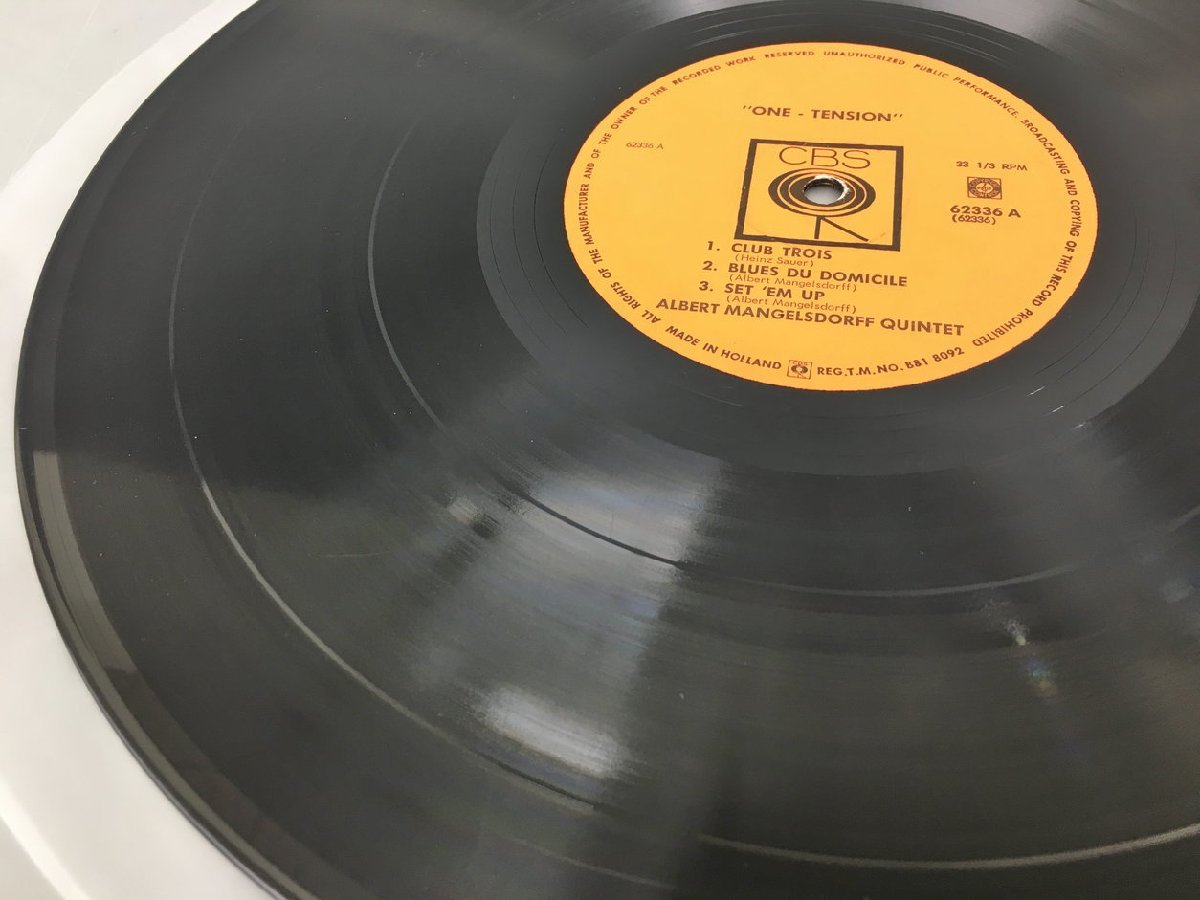 ALL RIGHTS OF THE MANUFACTURER AND OF THE OWNER OF THE RECORDED WORK RESERVED UNAUTHORIZED PUBLIC PERFORMANCE, BROADCASTING AND COPYING OF THIS RECORD PROHIBITED
"ONE - TENSION"
62336 A
CBS
33 1/3 RPM
62336 A
(62336)
1. CLUB TROIS
(Heinz Sauer)
2. BLUES DU DOMICILE
(Albert Mangelsdorff)
3. SET 'EM UP
(Albert Mangelsdorff)
ALBERT MANGELSDORFF QUINTET
MADE IN HOLLAND CBS REG.T.M.NO. BB1 8092